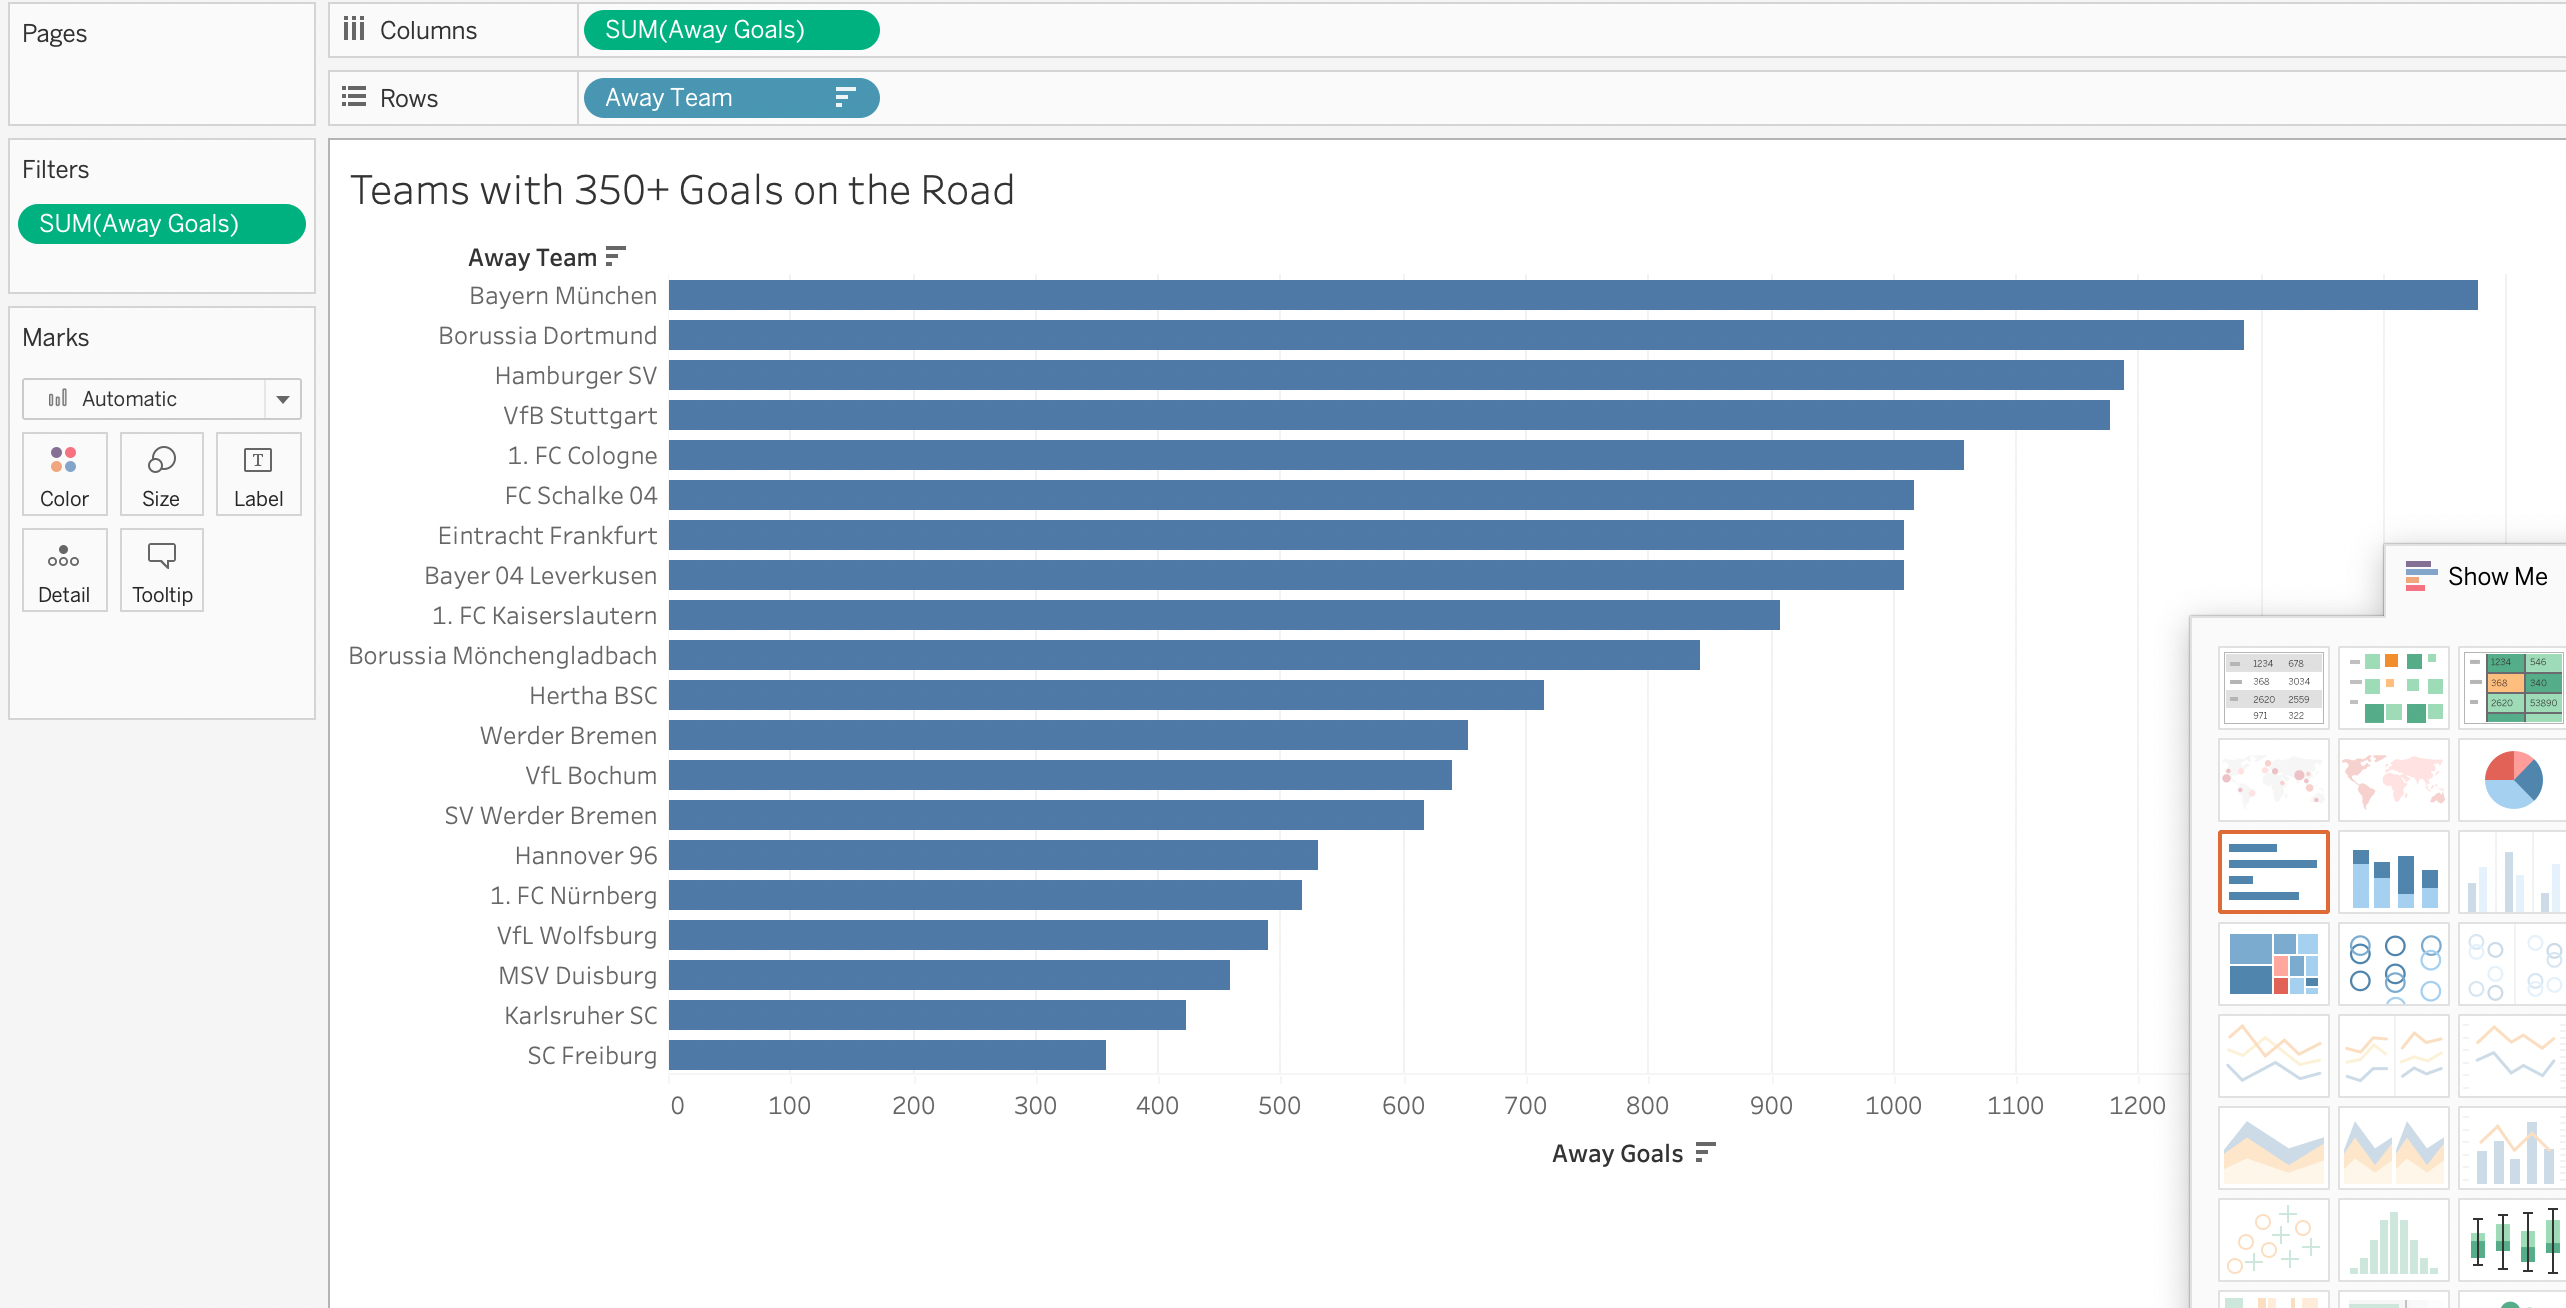 Pages
Columns
SUM(Away Goals)
Rows
Away Team
Filters
SUM(Away Goals)
Marks
Automatic
Color
Size
T
Label
Detail
Tooltip
Teams with 350+ Goals on the Road
Away Team
Bayern München
Borussia Dortmund
Hamburger SV
VfB Stuttgart
1. FC Cologne
FC Schalke 04
Eintracht Frankfurt
Bayer 04 Leverkusen
1. FC Kaiserslautern
Borussia Mönchengladbach
Hertha BSC
Werder Bremen
VfL Bochum
SV Werder Bremen
Hannover 96
1. FC Nürnberg
VfL Wolfsburg
MSV Duisburg
Karlsruher SC
SC Freiburg
0 100 200 300 400 500 600 700 800 900 1000 1100 1200
Away Goals
Show Me
1234 678
368 3034
2620 2559
971 322
1234 546
368 340
2620 53890